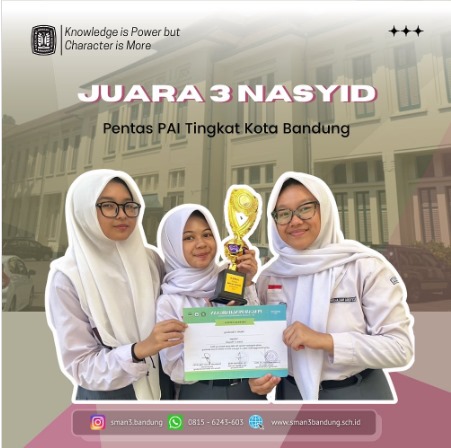 Knowledge is Power but
Character is More
JUARA 3 NASYID
Pentas PAI Tingkat Kota Bandung
sman3.bandung
0815 - 6243-603
www.sman3bandung.sch.id